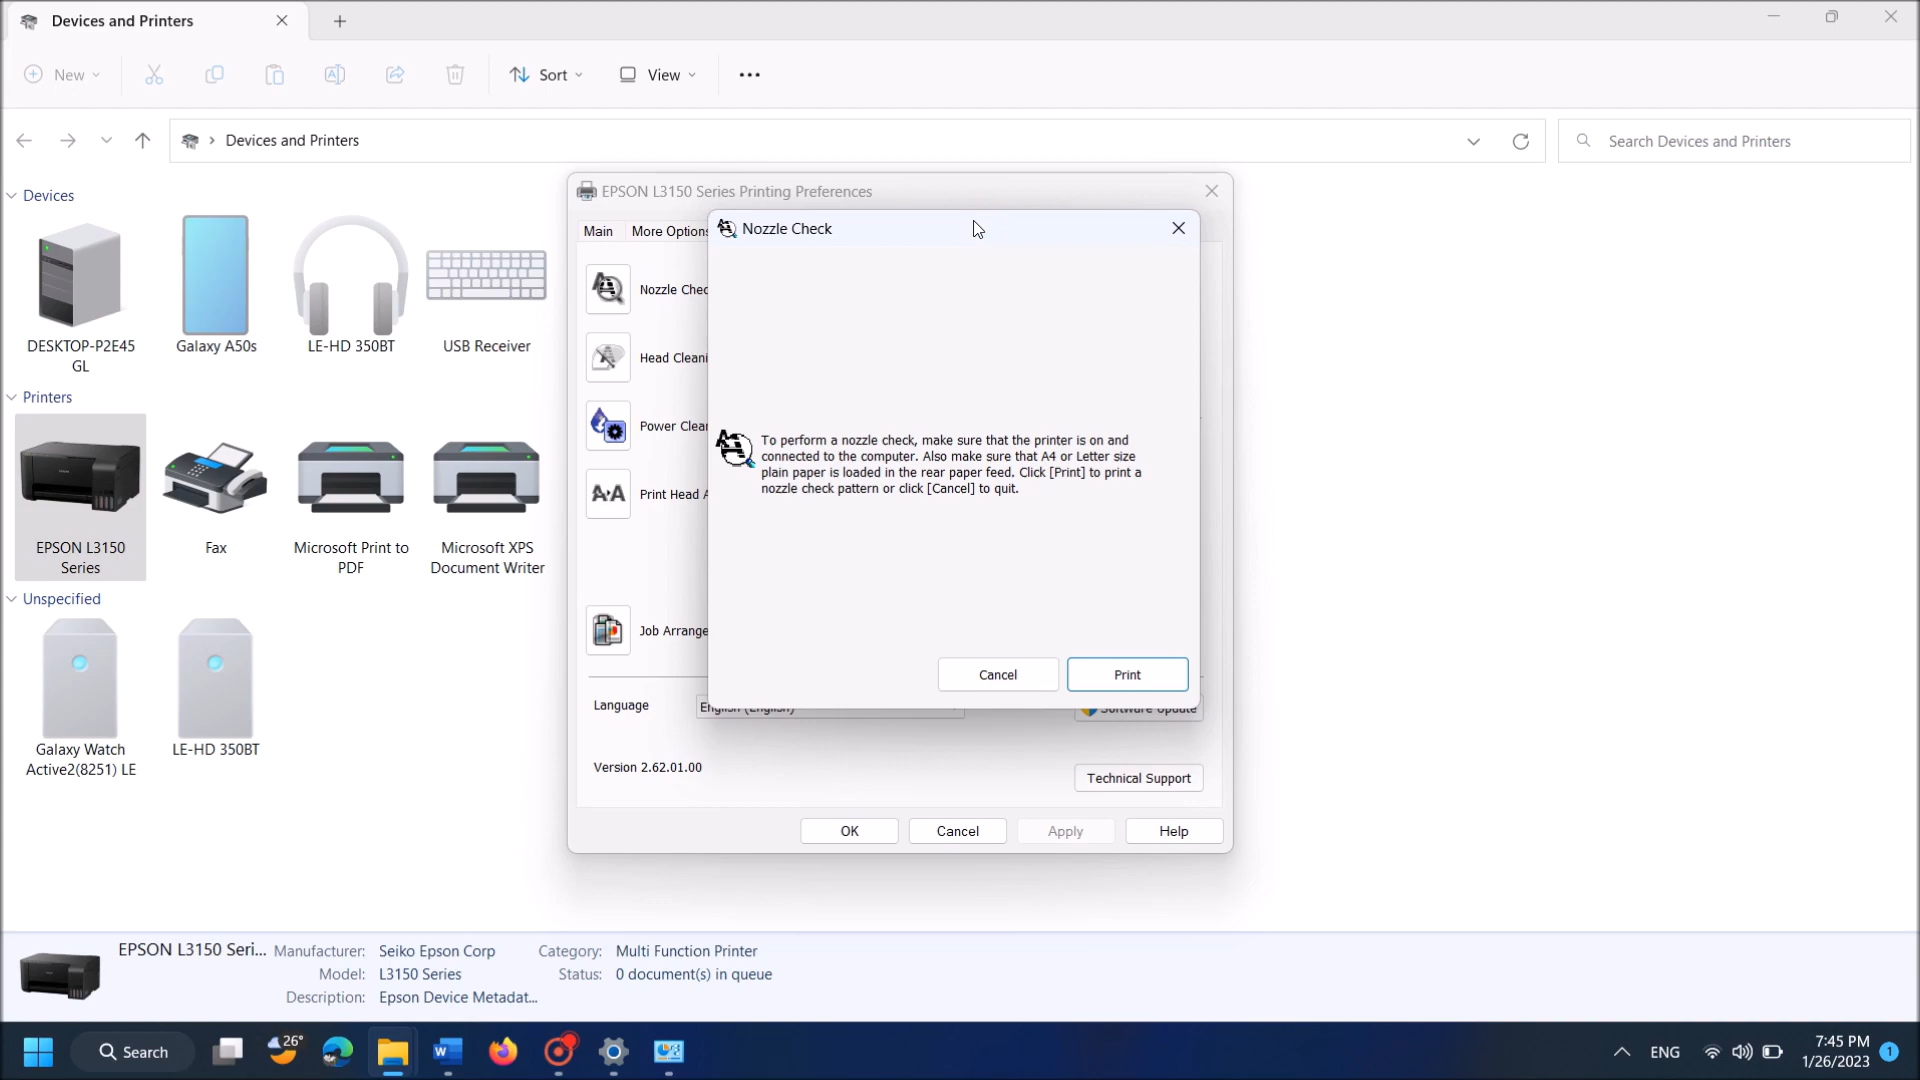 Devices and Printers
New
Sort
View
Devices and Printers
Search Devices and Printers
Devices
DESKTOP-P2E45
GL
Galaxy A50s
LE-HD 350BT
USB Receiver
Printers
EPSON L3150
Series
Fax
Microsoft Print to
PDF
Microsoft XPS
Document Writer
Unspecified
Galaxy Watch
Active2(8251) LE
LE-HD 350BT
EPSON L3150 Series Printing Preferences
Main
More Options
Nozzle Chec
Head Cleani
Power Clea
Print Head A
Job Arrange
Language
English (English)
Software Update
Version 2.62.01.00
Technical Support
OK
Cancel
Apply
Help
Nozzle Check
To perform a nozzle check, make sure that the printer is on and
connected to the computer. Also make sure that A4 or Letter size
plain paper is loaded in the rear paper feed. Click [Print] to print a
nozzle check pattern or click [Cancel] to quit.
Cancel
Print
EPSON L3150 Seri...
Manufacturer: Seiko Epson Corp
Model: L3150 Series
Description: Epson Device Metadat...
Category: Multi Function Printer
Status: 0 document(s) in queue
Search
26°
ENG
7:45 PM
1/26/2023
1